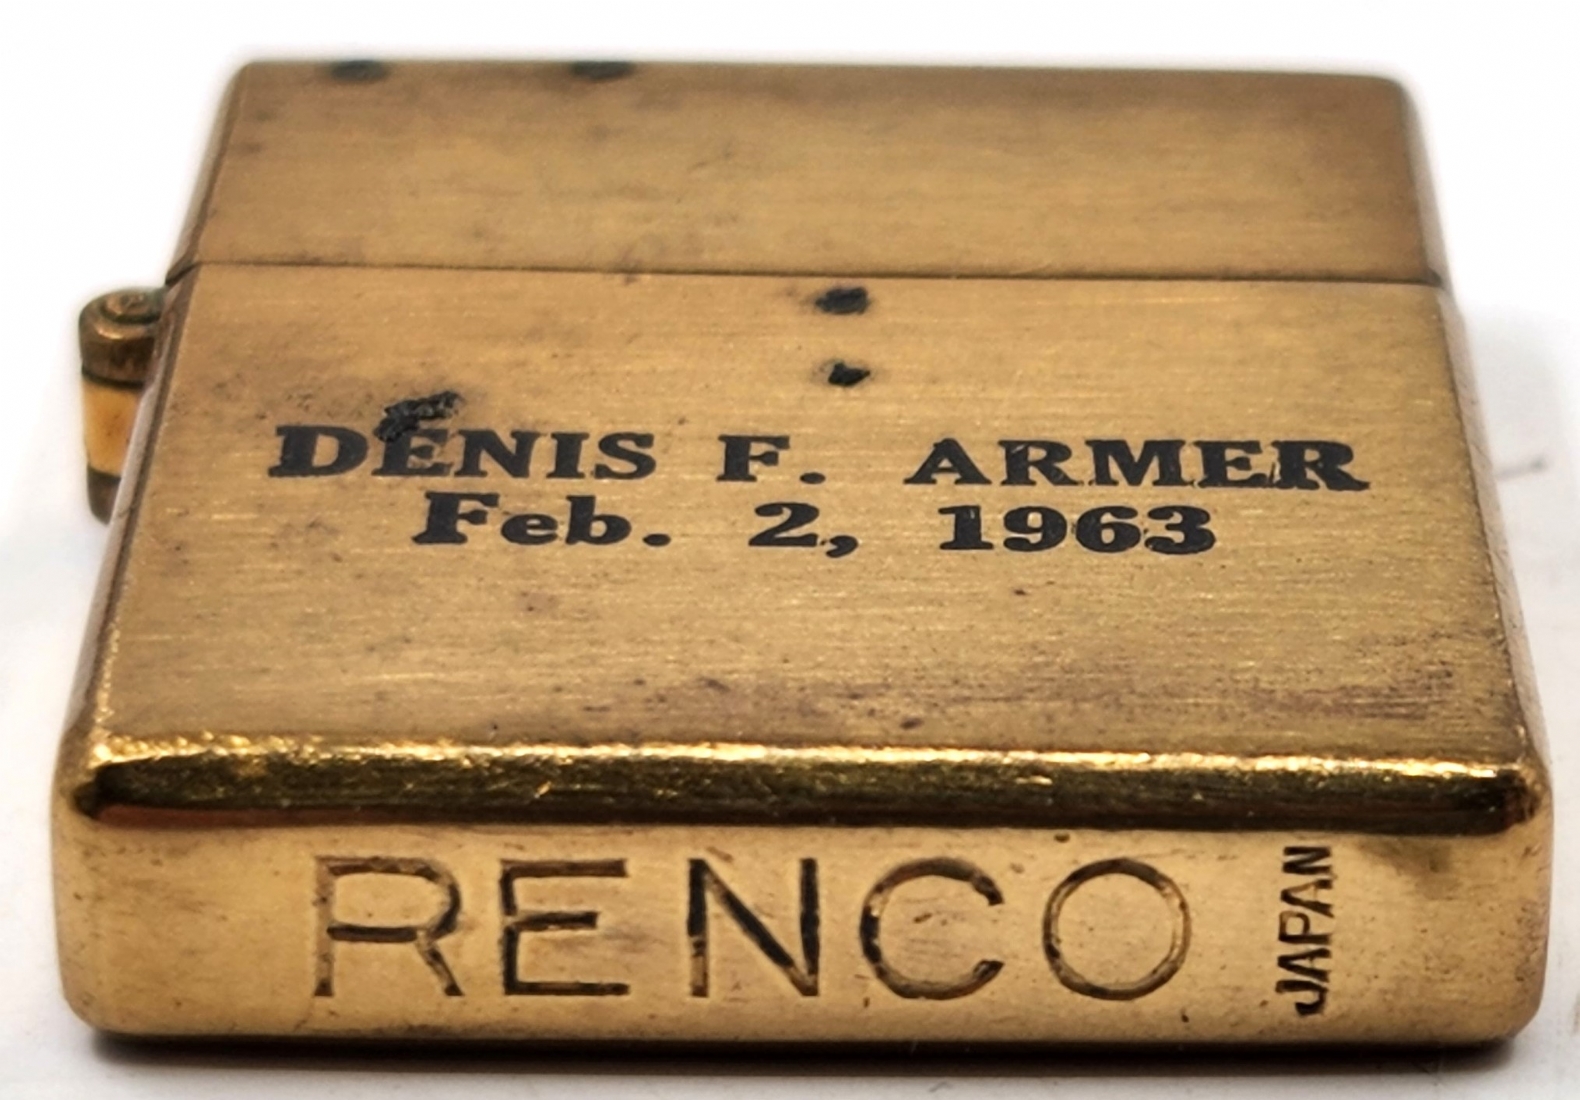 DENIS F. ARMER
Feb. 2, 1963
RENCO
JAPAN